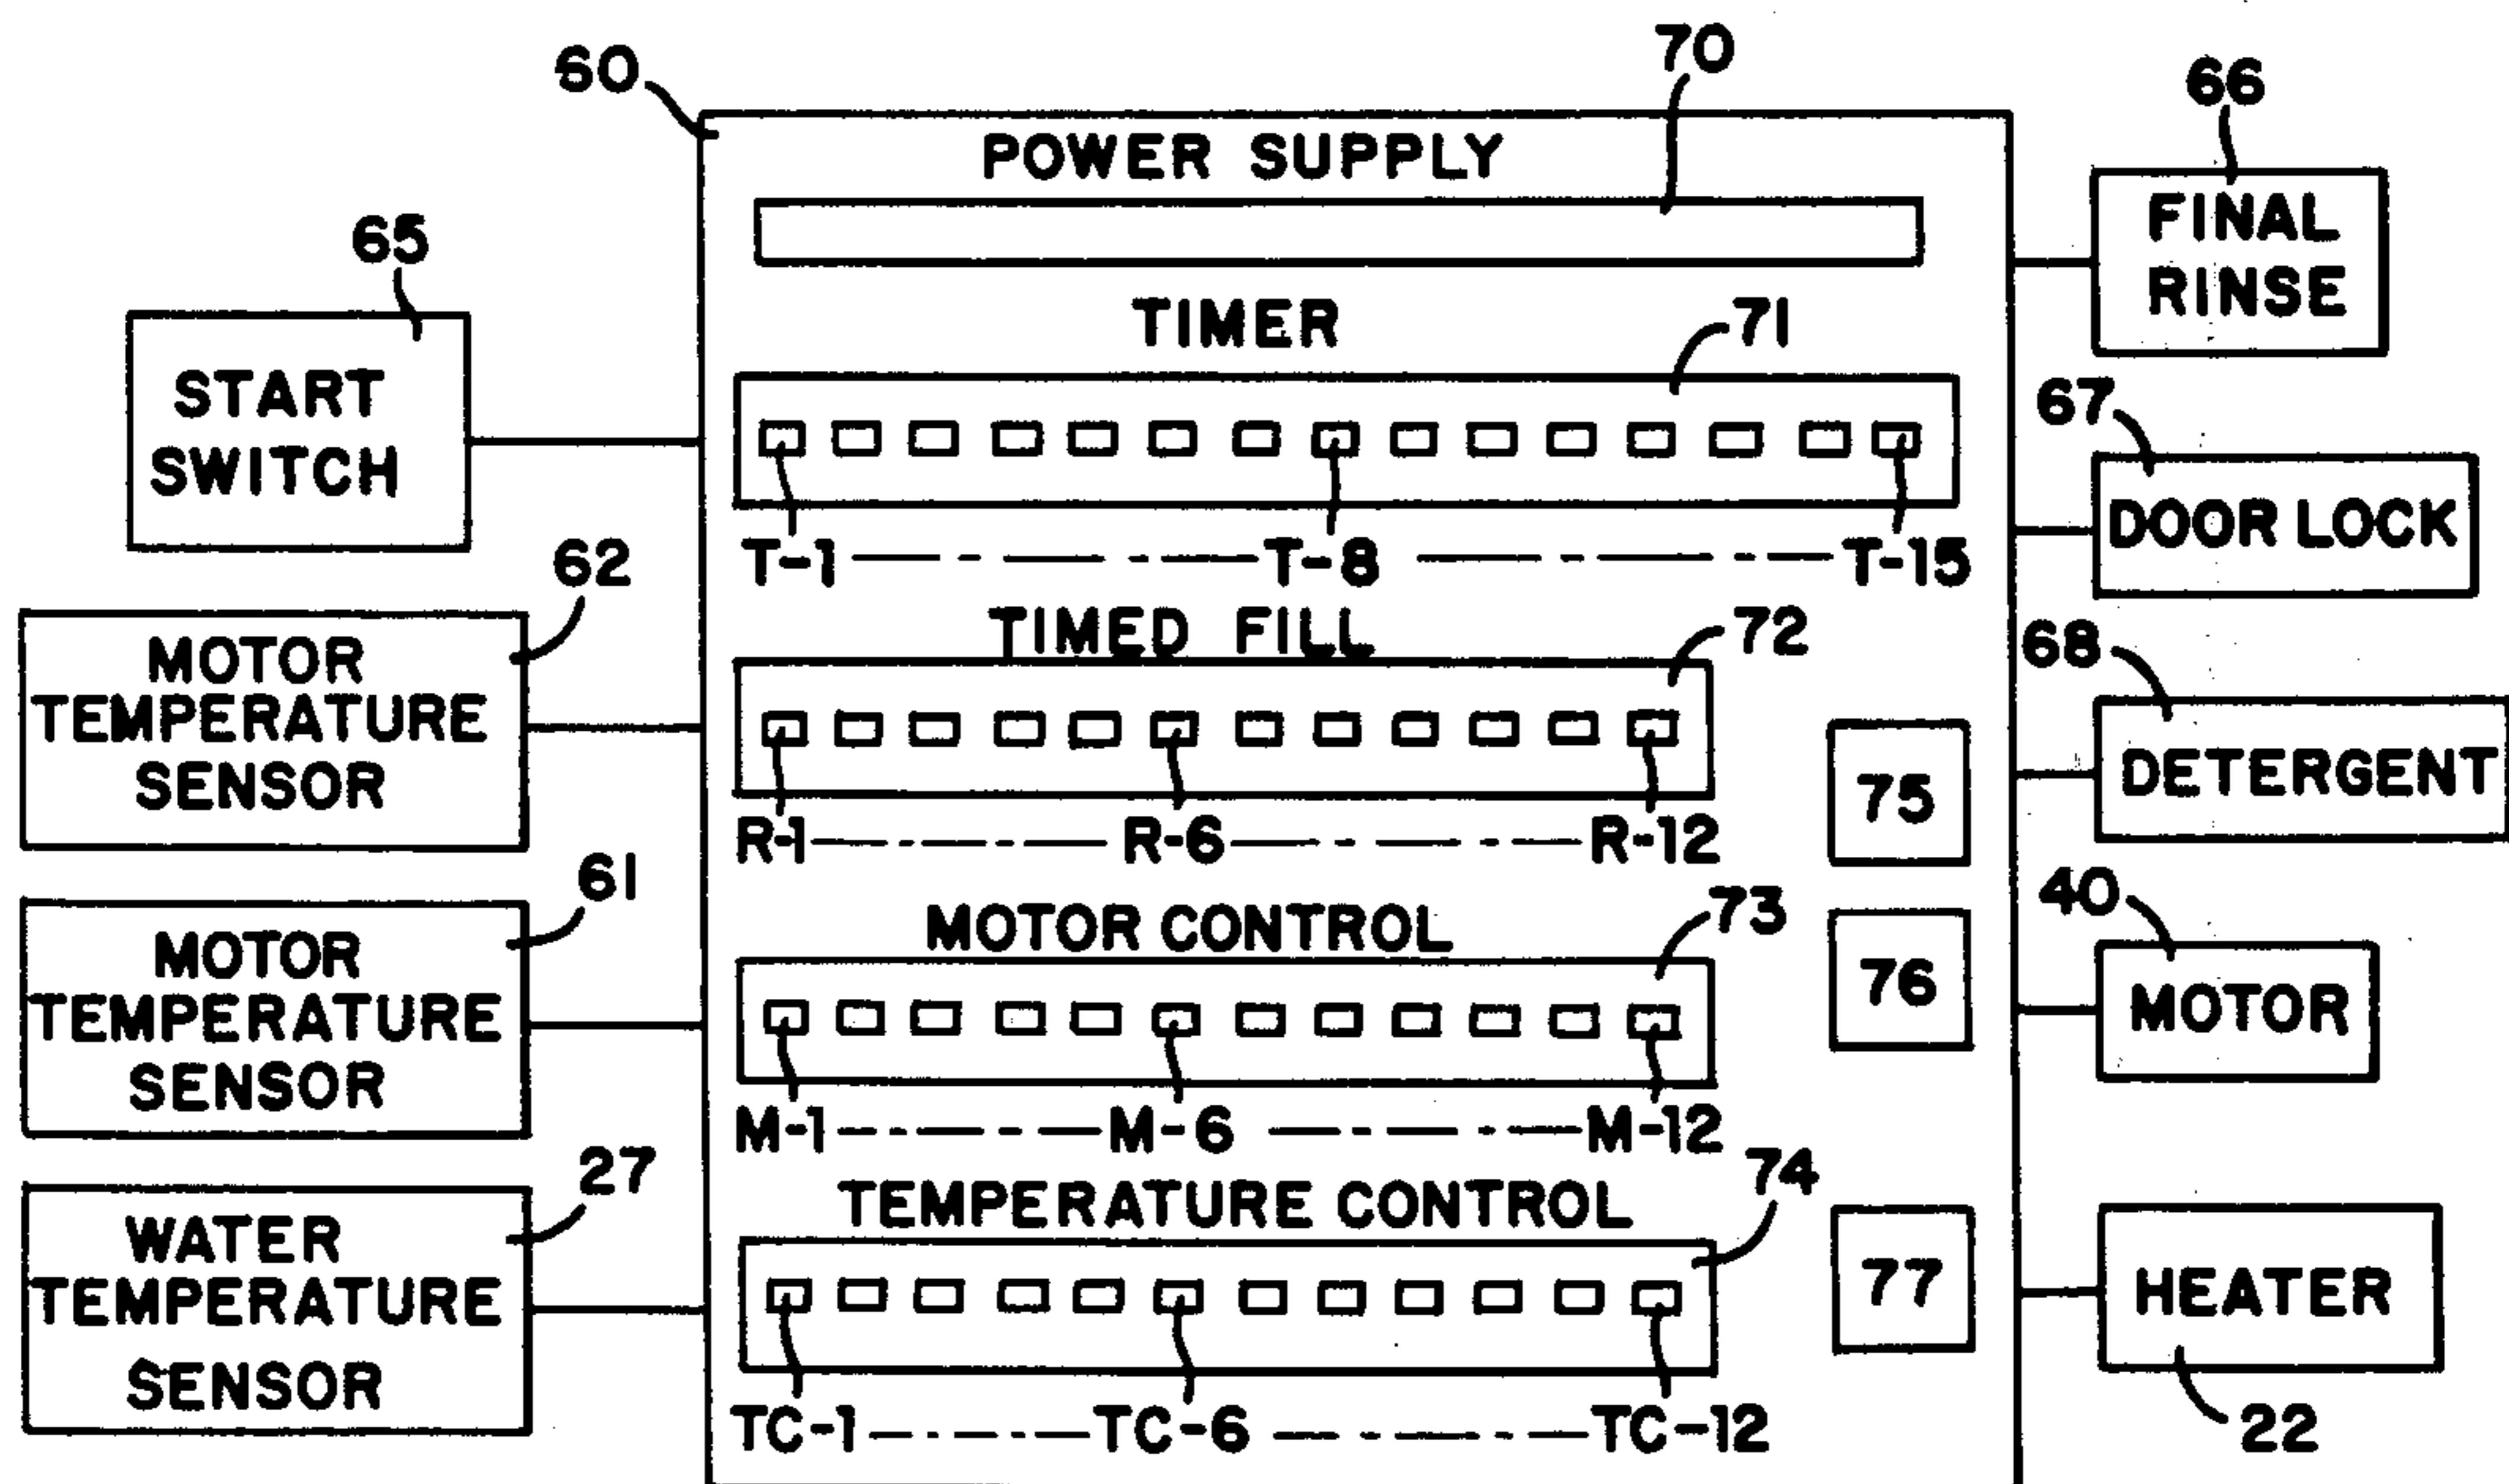 60
70
66
POWER SUPPLY
FINAL
RINSE
65
TIMER
71
START
SWITCH
67
DOOR LOCK
T-1
T-8
T-15
62
TIMED FILL
72
68
MOTOR
TEMPERATURE
SENSOR
75
DETERGENT
R-1
R-6
R-12
61
MOTOR CONTROL
73
40
MOTOR
TEMPERATURE
SENSOR
76
MOTOR
M-1
M-6
M-12
27
TEMPERATURE CONTROL
74
WATER
TEMPERATURE
SENSOR
77
HEATER
TC-1
TC-6
TC-12
22